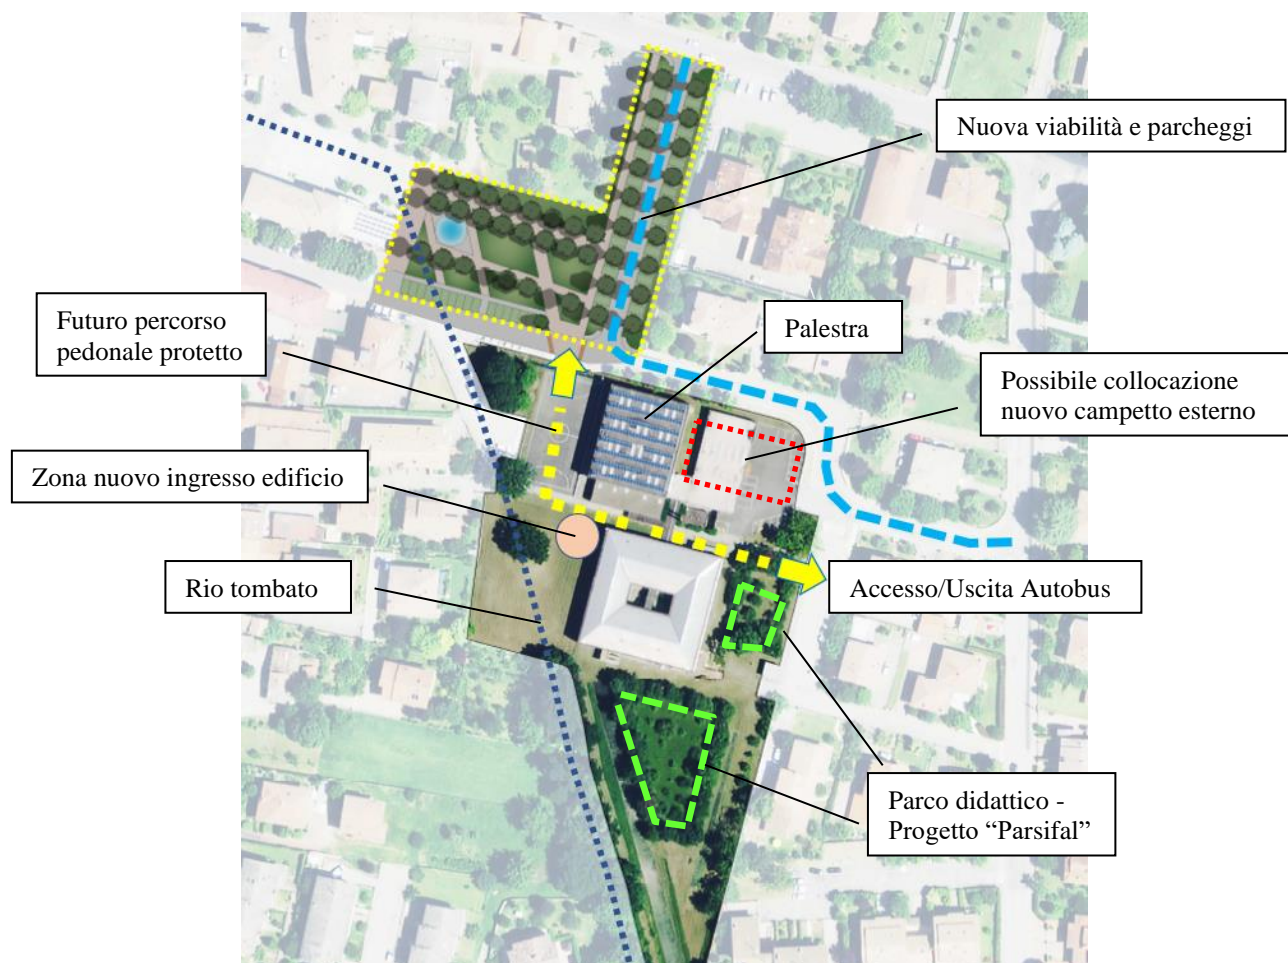 Nuova viabilità e parcheggi
Futuro percorso
pedonale protetto
Palestra
Possibile collocazione
nuovo campetto esterno
Zona nuovo ingresso edificio
Rio tombato
Accesso/Uscita Autobus
Parco didattico -
Progetto “Parsifal”